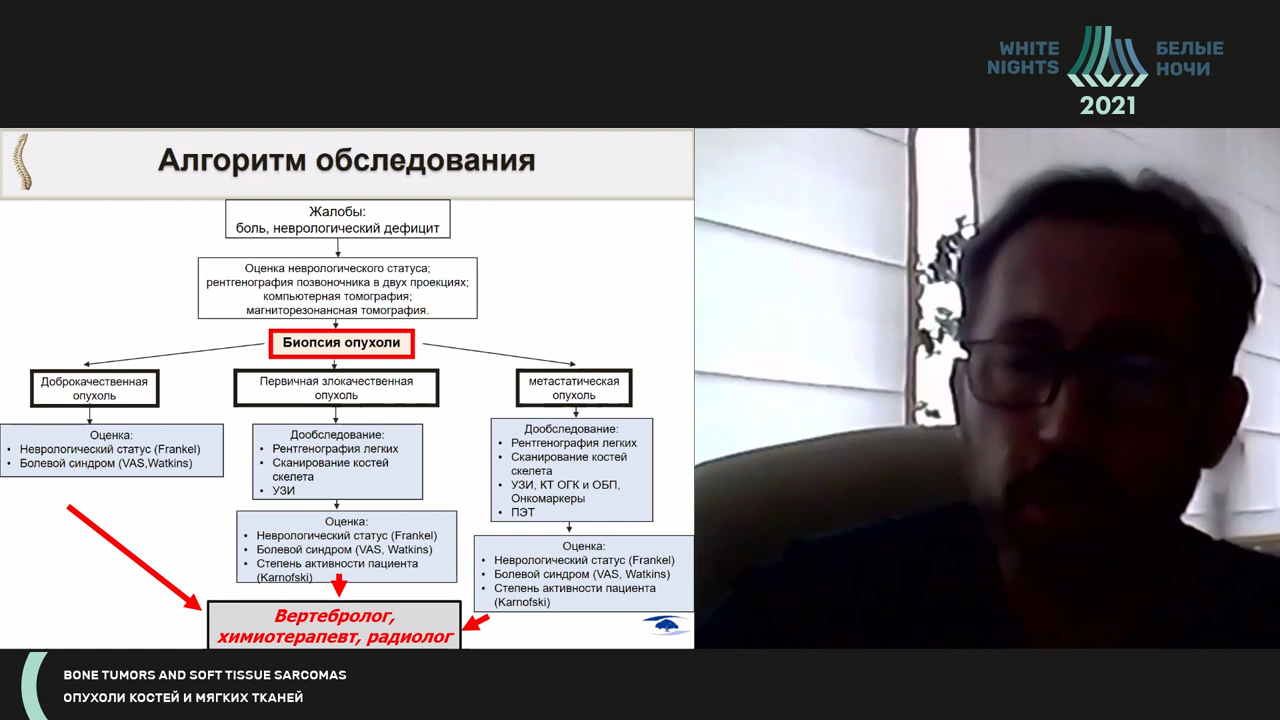 WHITE
NIGHTS
БЕЛЫЕ
НОЧИ
2021
Алгоритм обследования
Жалобы:
боль, неврологический дефицит
Оценка неврологического статуса;
рентгенография позвоночника в двух проекциях;
компьютерная томография;
магниторезонансная томография.
Биопсия опухоли
Доброкачественная
опухоль
Оценка:
• Неврологический статус (Frankel)
• Болевой синдром (VAS,Watkins)
Первичная злокачественная
опухоль
Дообследование:
• Рентгенография легких
• Сканирование костей
скелета
• УЗИ
Оценка:
• Неврологический статус (Frankel)
• Болевой синдром (VAS, Watkins)
• Степень активности пациента
(Karnofski)
метастатическая
опухоль
Дообследование:
• Рентгенография легких
• Сканирование костей
скелета
• УЗИ, КТ ОГК и ОБП,
Онкомаркеры
• ПЭТ
Оценка:
• Неврологический статус (Frankel)
• Болевой синдром (VAS, Watkins)
• Степень активности пациента
(Karnofski)
Вертебролог,
химиотерапевт, радиолог
BONE TUMORS AND SOFT TISSUE SARCOMAS
ОПУХОЛИ КОСТЕЙ И МЯГКИХ ТКАНЕЙ